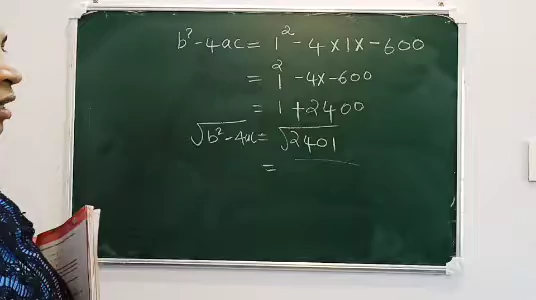 b² - 4ac = 1² - 4 x 1 x - 600
= 1² - 4 x - 600
= 1 + 2400
√b² - 4ac = √2401
=